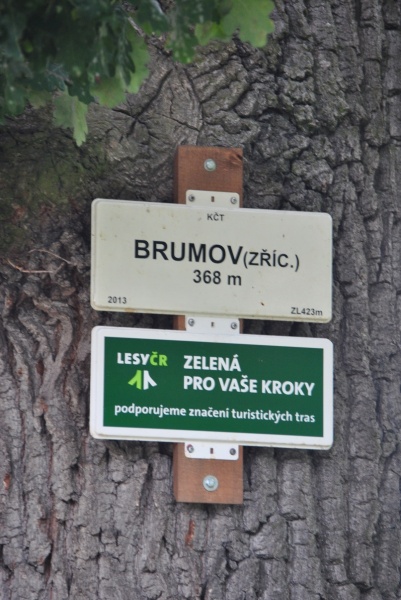 KČT
BRUMOV(ZŘÍC.)
368 m
2013 ZL423m
LESYČR
ZELENÁ
PRO VAŠE KROKY
podporujeme značení turistických tras